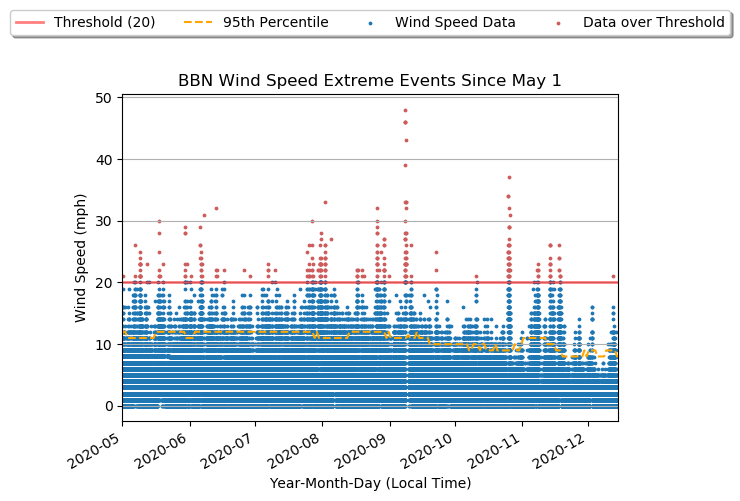 Threshold (20) 95th Percentile Wind Speed Data Data over Threshold
BBN Wind Speed Extreme Events Since May 1
50
40
30
20
10
0
Wind Speed (mph)
2020-05 2020-06 2020-07 2020-08 2020-09 2020-10 2020-11 2020-12
Year-Month-Day (Local Time)